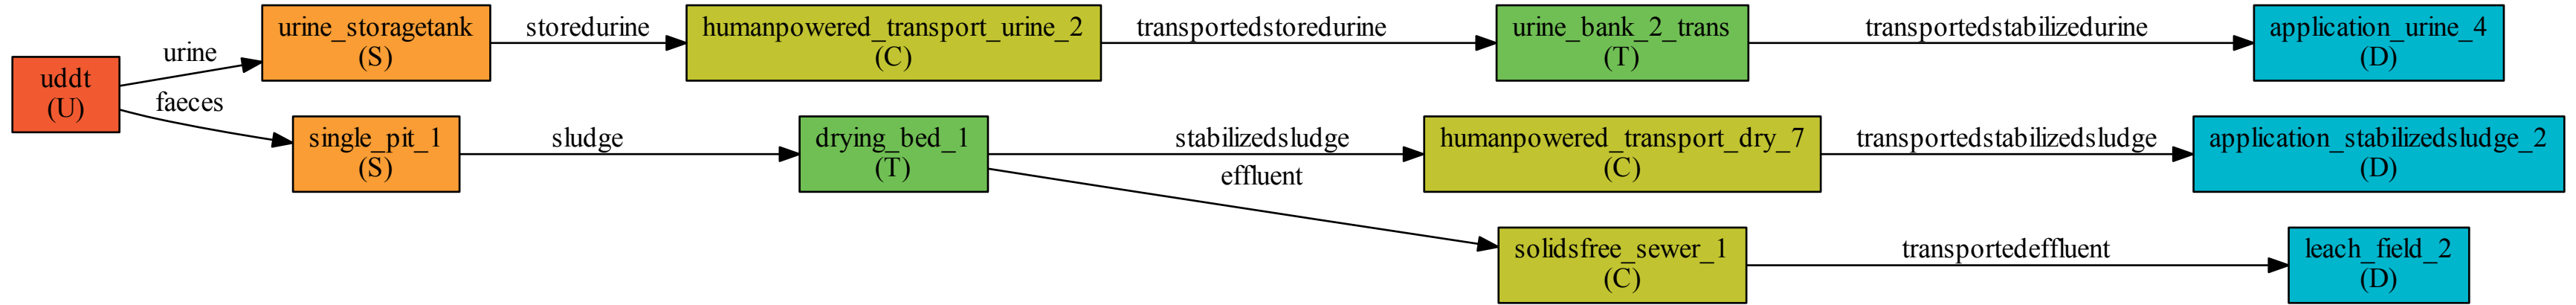 uddt
(U)
urine
faeces
urine_storagetank
(S)
storedurine
humanpowered_transport_urine_2
(C)
transportedstoredurine
urine_bank_2_trans
(T)
transportedstabilizedurine
application_urine_4
(D)
single_pit_1
(S)
sludge
drying_bed_1
(T)
stabilizedsludge
effluent
humanpowered_transport_dry_7
(C)
transportedstabilizedsludge
application_stabilizedsludge_2
(D)
solidsfree_sewer_1
(C)
transportedeffluent
leach_field_2
(D)